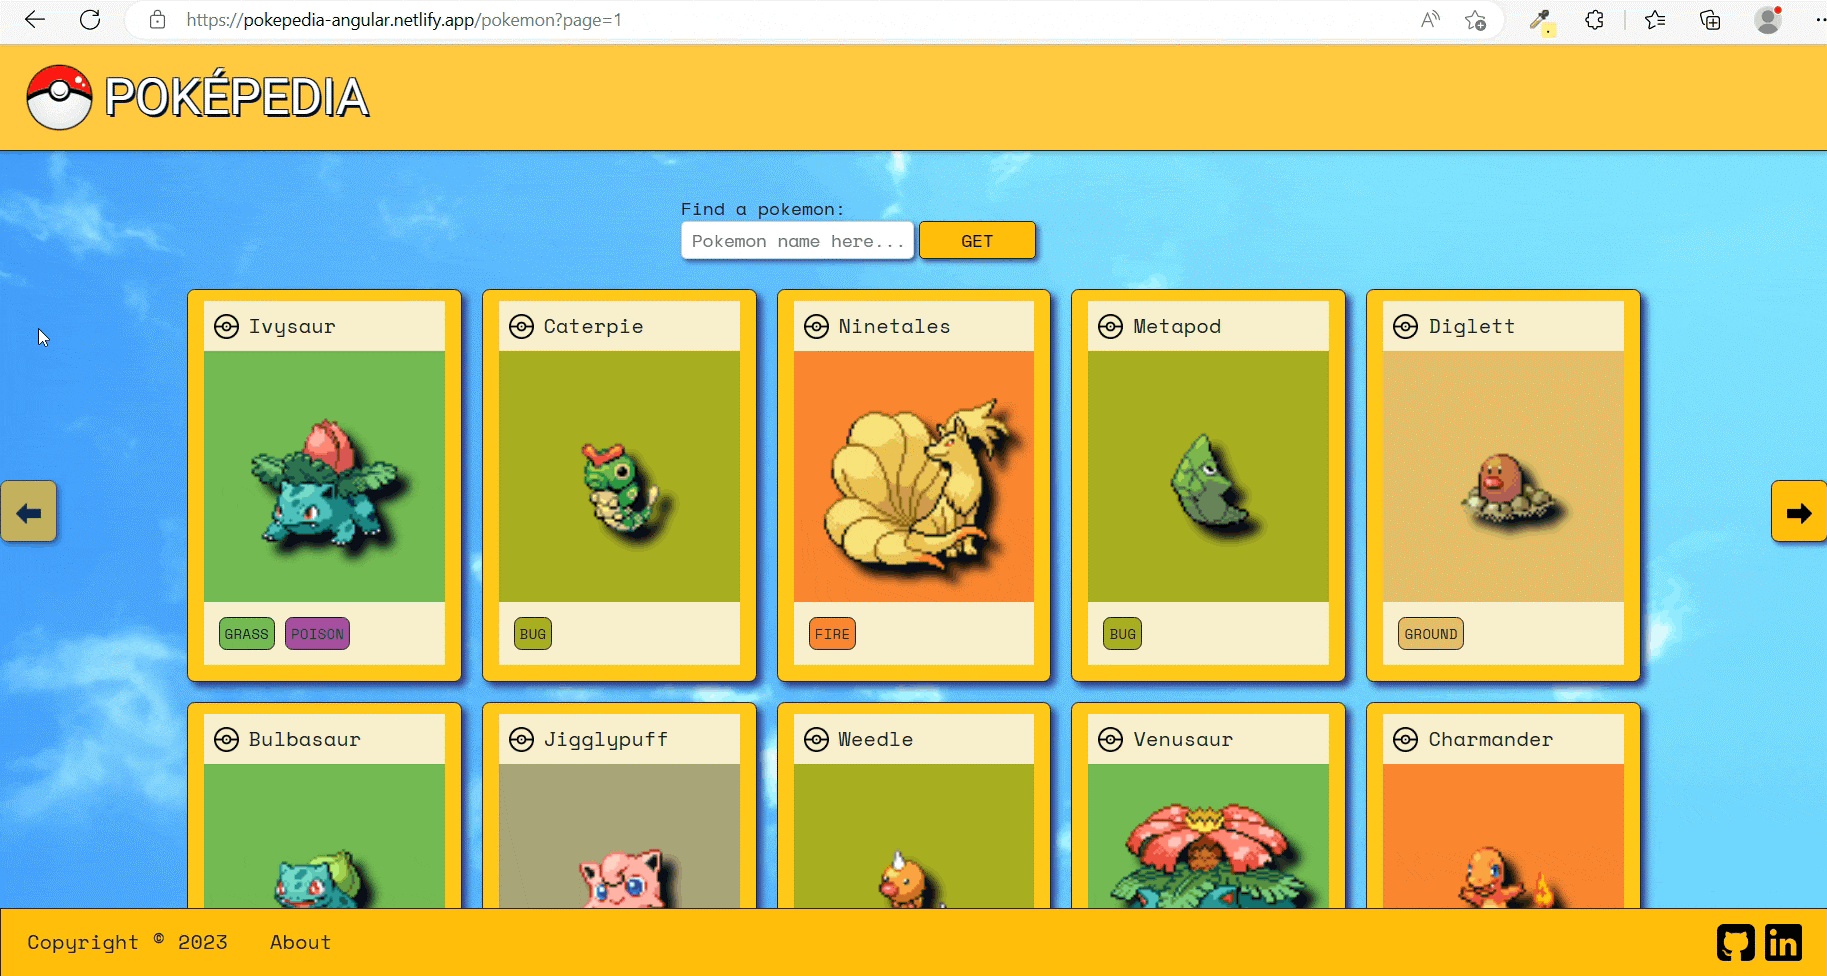 https://pokepedia-angular.netlify.app/pokemon?page=1
POKÉPEDIA
Find a pokemon:
Pokemon name here... GET
Ivysaur Caterpie Ninetales Metapod Diglett
GRASS POISON BUG FIRE BUG GROUND
Bulbasaur Jigglypuff Weedle Venusaur Charmander
Copyright © 2023 About
in